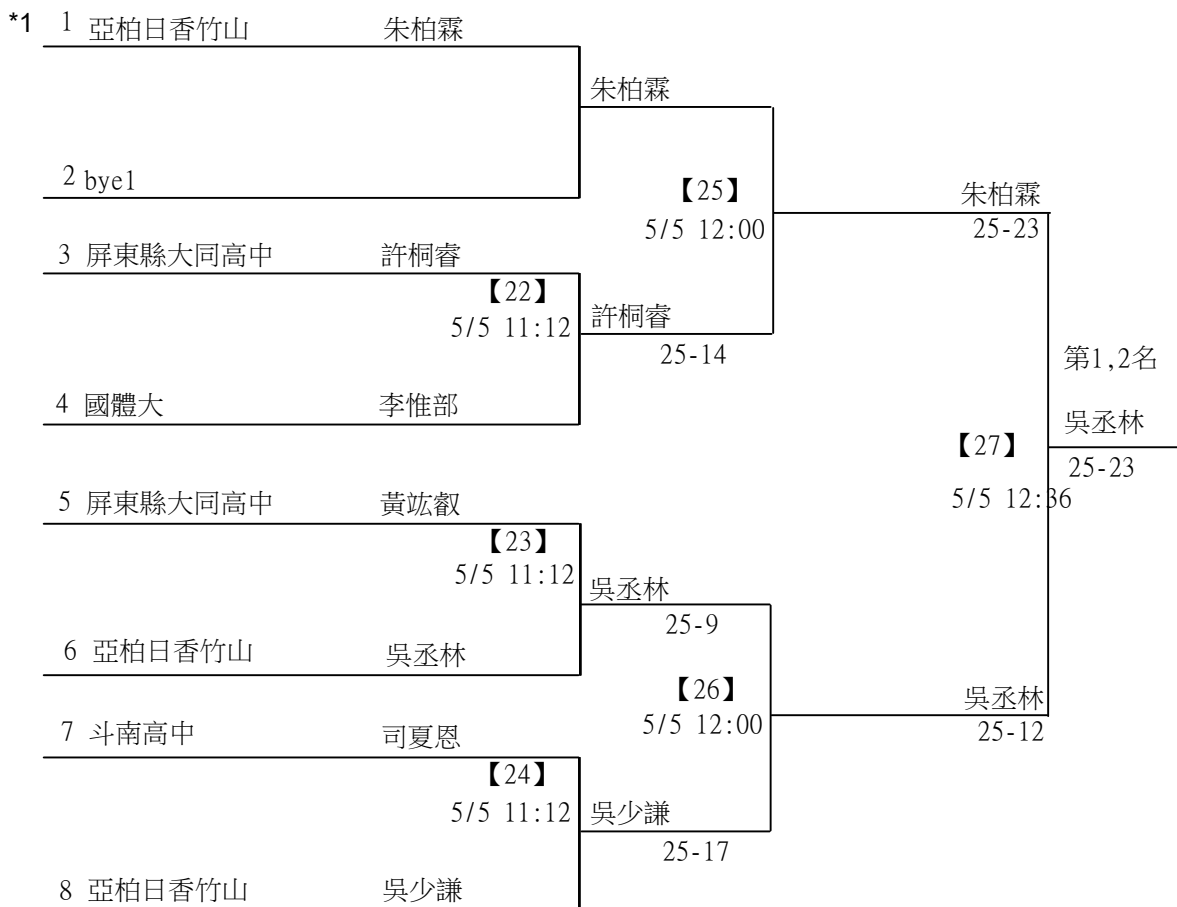 *1 1 亞柏日香竹山 朱柏霖
朱柏霖
2 bye1
【25】
5/5 12:00
朱柏霖
25-23
3 屏東縣大同高中 許桐睿
【22】
5/5 11:12
許桐睿
25-14
4 國體大 李惟部
第1,2名
吳丞林
25-23
【27】
5/5 12:36
5 屏東縣大同高中 黃竑叡
【23】
5/5 11:12
吳丞林
25-9
6 亞柏日香竹山 吳丞林
【26】
5/5 12:00
吳丞林
25-12
7 斗南高中 司夏恩
【24】
5/5 11:12
吳少謙
25-17
8 亞柏日香竹山 吳少謙